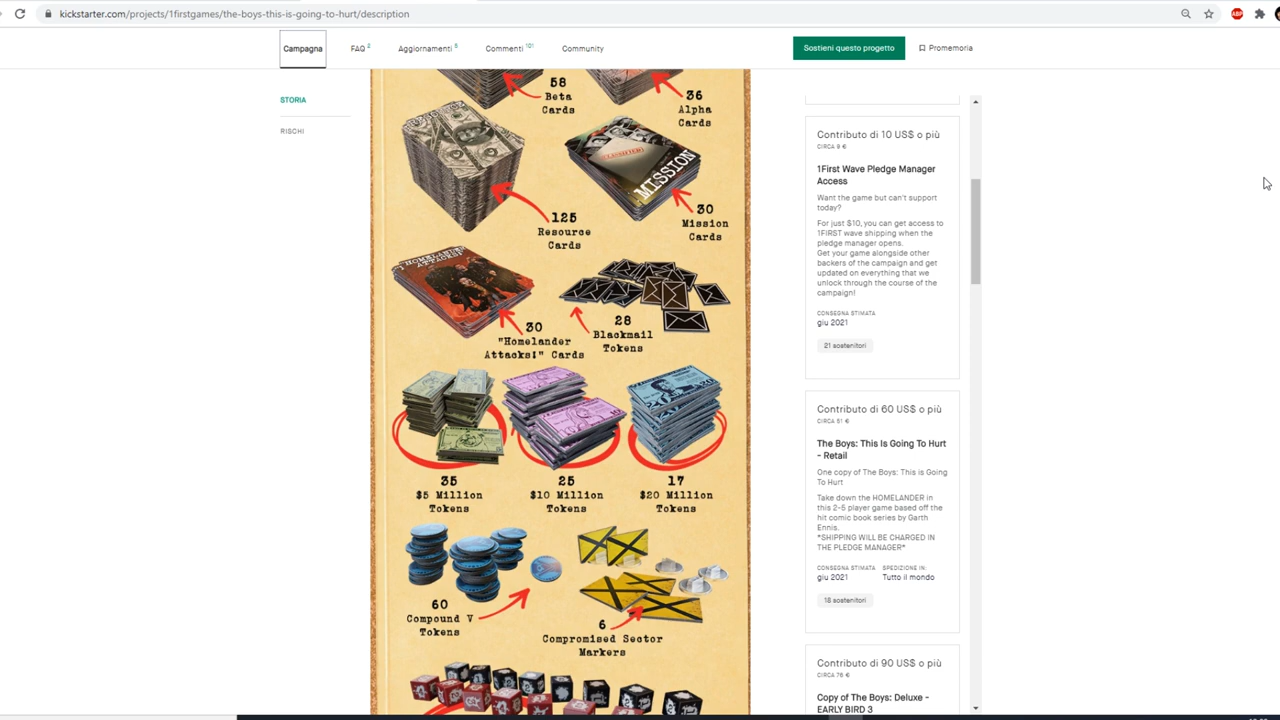 kickstarter.com/projects/1firstgames/the-boys-this-is-going-to-hurt/description
ABP
Campagna
FAQ 2
Aggiornamenti 5
Commenti 101
Community
Sostieni questo progetto
Promemoria
STORIA
RISCHI
58
Beta
Cards
36
Alpha
Cards
MISSION
125
Resource
Cards
30
Mission
Cards
30
"Homelander
Attacks!" Cards
28
Blackmail
Tokens
35
$5 Million
Tokens
25
$10 Million
Tokens
17
$20 Million
Tokens
60
Compound V
Tokens
6
Compromised Sector
Markers
Contributo di 10 US$ o più
CIRCA 9 €
1First Wave Pledge Manager
Access
Want the game but can't support
today?
For just $10, you can get access to
1FIRST wave shipping when the
pledge manager opens.
Get your game alongside other
backers of the campaign and get
updated on everything that we
unlock through the course of the
campaign!
CONSEGNA STIMATA
giu 2021
21 sostenitori
Contributo di 60 US$ o più
CIRCA 51 €
The Boys: This Is Going To Hurt
- Retail
One copy of The Boys: This is Going
To Hurt
Take down the HOMELANDER in
this 2-5 player game based off the
hit comic book series by Garth
Ennis.
*SHIPPING WILL BE CHARGED IN
THE PLEDGE MANAGER*
CONSEGNA STIMATA SPEDIZIONE IN:
giu 2021 Tutto il mondo
18 sostenitori
Contributo di 90 US$ o più
CIRCA 76 €
Copy of The Boys: Deluxe -
EARLY BIRD 3